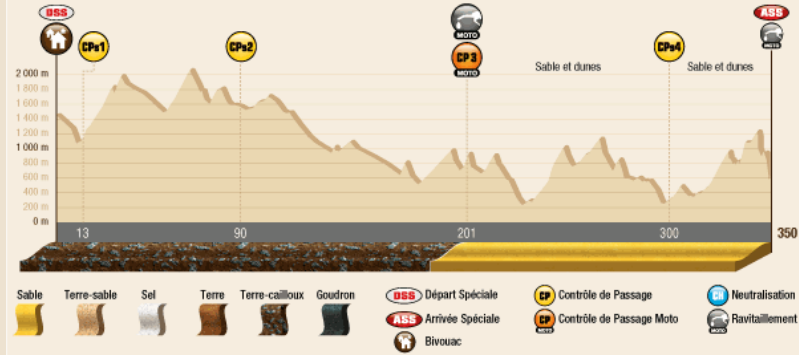 DSS
ASS
MOTO
MOTO
CPs1
CPs2
CP 3
MOTO
CPs4
Sable et dunes
Sable et dunes
2 000 m
1 800 m
1 600 m
1 400 m
1 200 m
1 000 m
800 m
600 m
400 m
200 m
0 m
13
90
201
300
350
Sable
Terre-sable
Sel
Terre
Terre-cailloux
Goudron
DSS Départ Spéciale
CP Contrôle de Passage
CH Neutralisation
ASS Arrivée Spéciale
CP MOTO Contrôle de Passage Moto
MOTO Ravitaillement
Bivouac